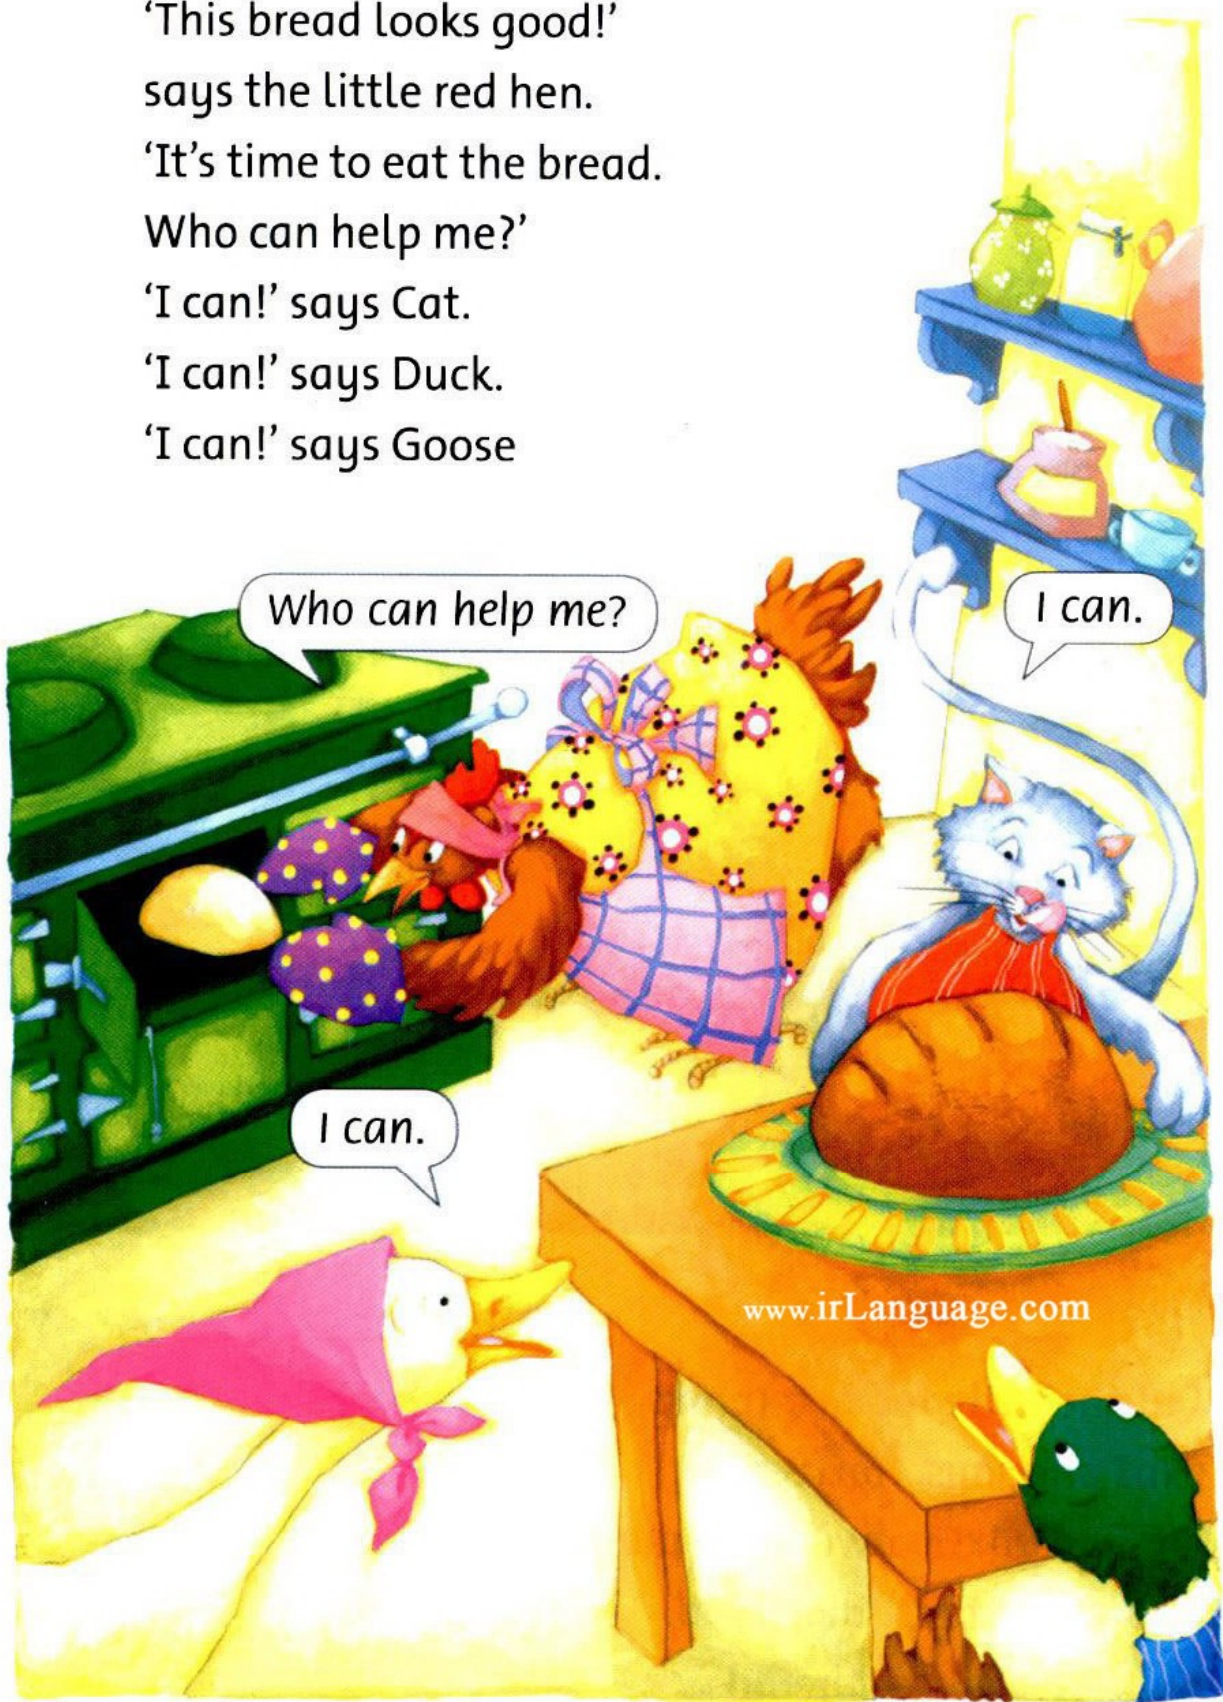 ‘This bread looks good!’
says the little red hen.
‘It’s time to eat the bread.
Who can help me?’
‘I can!’ says Cat.
‘I can!’ says Duck.
‘I can!’ says Goose
Who can help me?
I can.
I can.
www.irLanguage.com